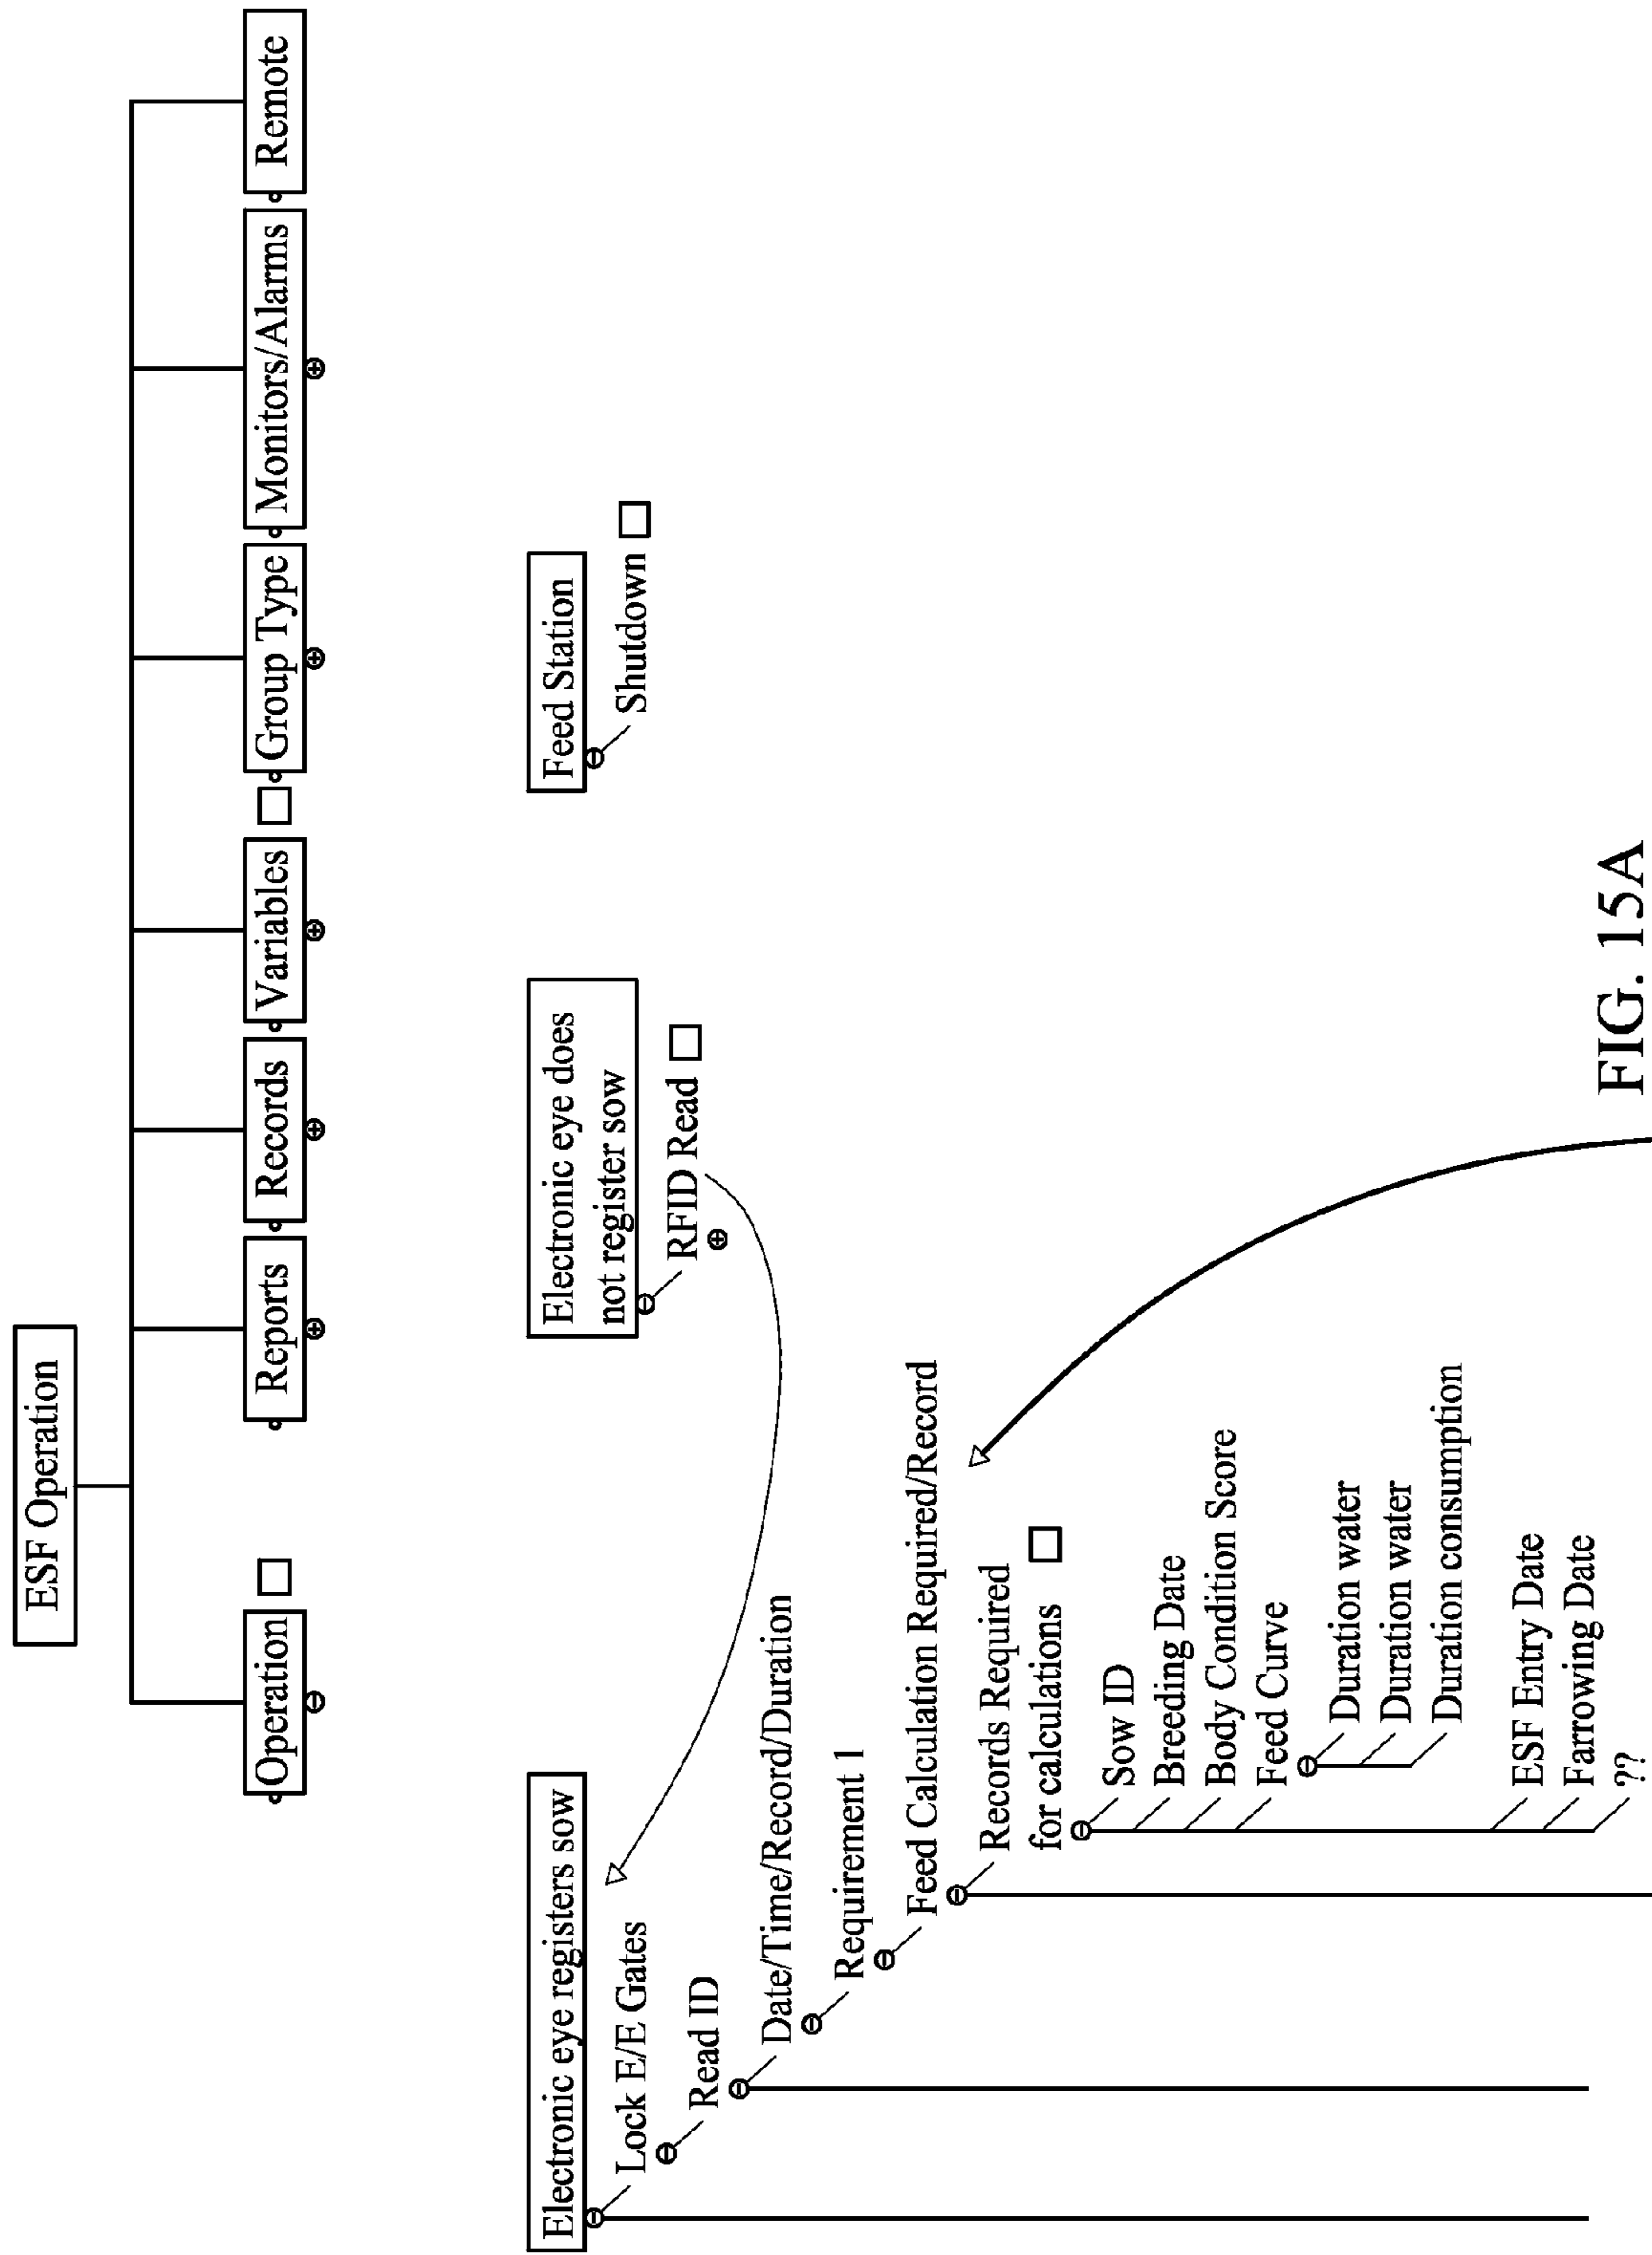 ESF Operation
Operation
Reports
Records
Variables
Group Type
Monitors/Alarms
Remote
Electronic eye registers sow
Lock E/E Gates
Read ID
Date/Time/Record/Duration
Requirement 1
Feed Calculation Required/Record
Records Required
for calculations
Sow ID
Breeding Date
Body Condition Score
Feed Curve
Duration water
Duration water
Duration consumption
ESF Entry Date
Farrowing Date
??
Electronic eye does
not register sow
RFID Read
Feed Station
Shutdown
FIG. 15A